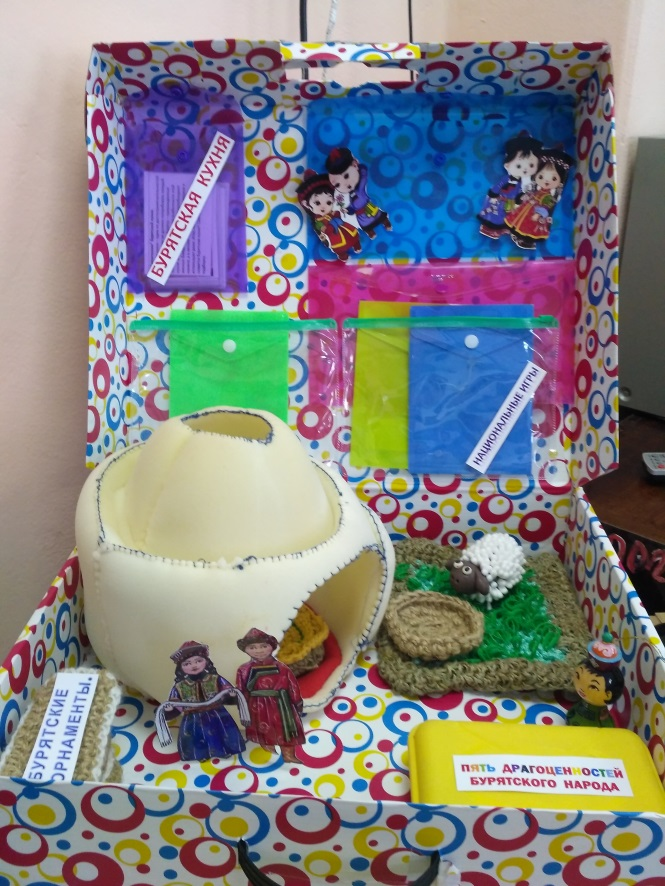 БУРЯТСКАЯ КУХНЯ
НАЦИОНАЛЬНЫЕ ИГРЫ
БУРЯТСКИЕ
ОРНАМЕНТЫ.
ПЯТЬ ДРАГОЦЕННОСТЕЙ
БУРЯТСКОГО НАРОДА